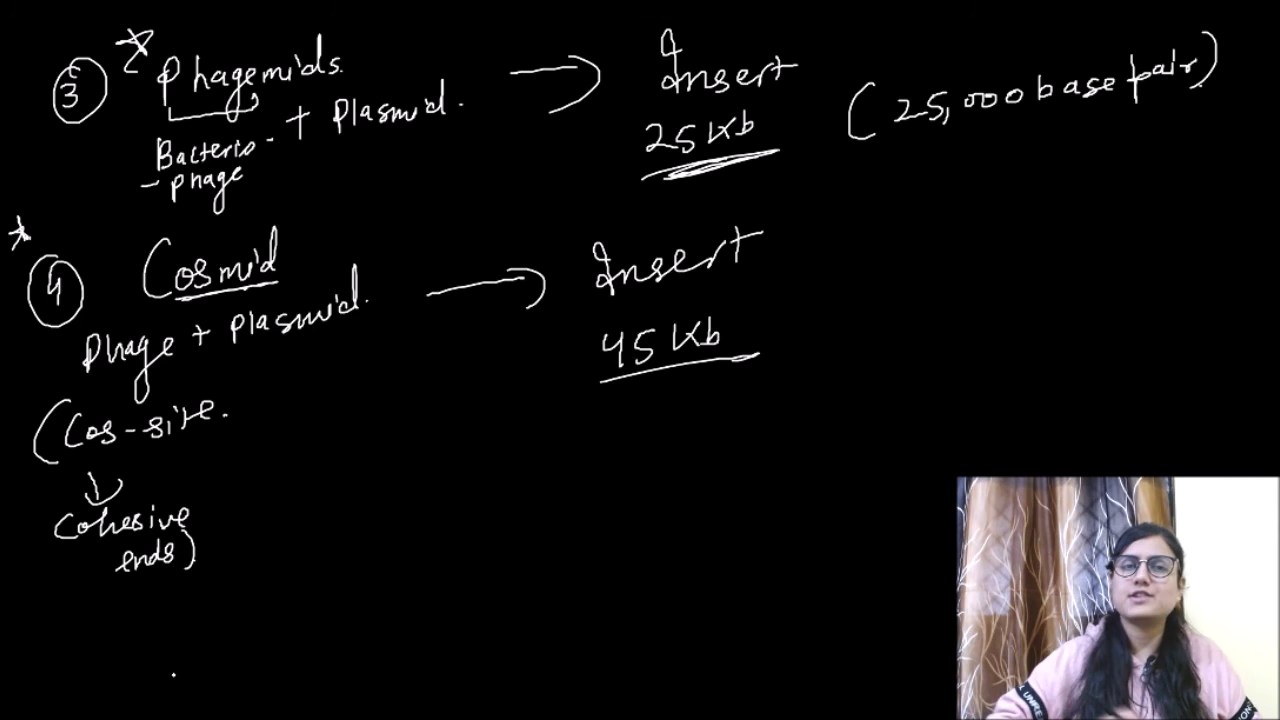 ③ Phagemids. → Insert
Bacterio- + Plasmid. 25 Kb (25,000 base pair)
- phage
④ Cosmid → Insert
Phage + Plasmid. 45 Kb
(Cos-site.
↓
Cohesive
ends)